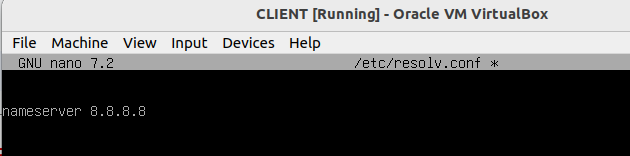 CLIENT [Running] - Oracle VM VirtualBox
File Machine View Input Devices Help
GNU nano 7.2 /etc/resolv.conf *
nameserver 8.8.8.8